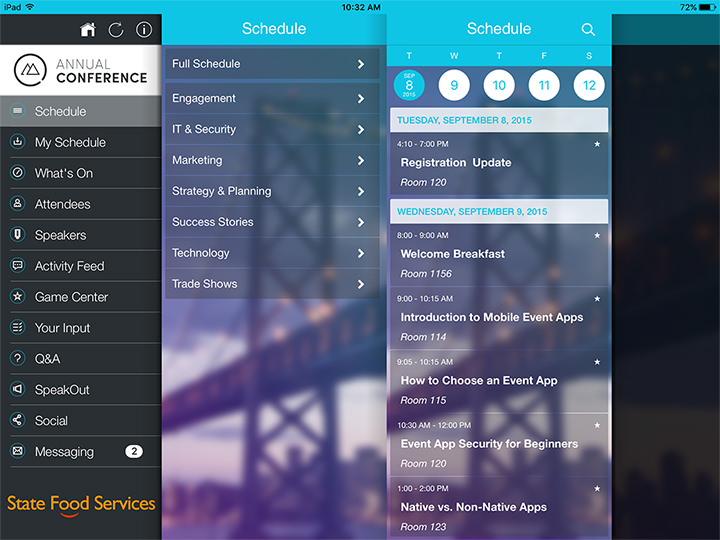 iPad
10:32 AM
72%
ANNUAL
CONFERENCE
Schedule
My Schedule
What's On
Attendees
Speakers
Activity Feed
Game Center
Your Input
Q&A
SpeakOut
Social
Messaging 2
State Food Services
Schedule
Full Schedule
Engagement
IT & Security
Marketing
Strategy & Planning
Success Stories
Technology
Trade Shows
Schedule
T W T F S
SEP
8 9 10 11 12
2015
TUESDAY, SEPTEMBER 8, 2015
4:10 - 7:00 PM
Registration Update
Room 120
WEDNESDAY, SEPTEMBER 9, 2015
8:00 - 9:00 AM
Welcome Breakfast
Room 1156
9:00 - 10:15 AM
Introduction to Mobile Event Apps
Room 114
9:05 - 10:15 AM
How to Choose an Event App
Room 115
10:30 AM - 12:00 PM
Event App Security for Beginners
Room 120
1:00 - 2:00 PM
Native vs. Non-Native Apps
Room 123